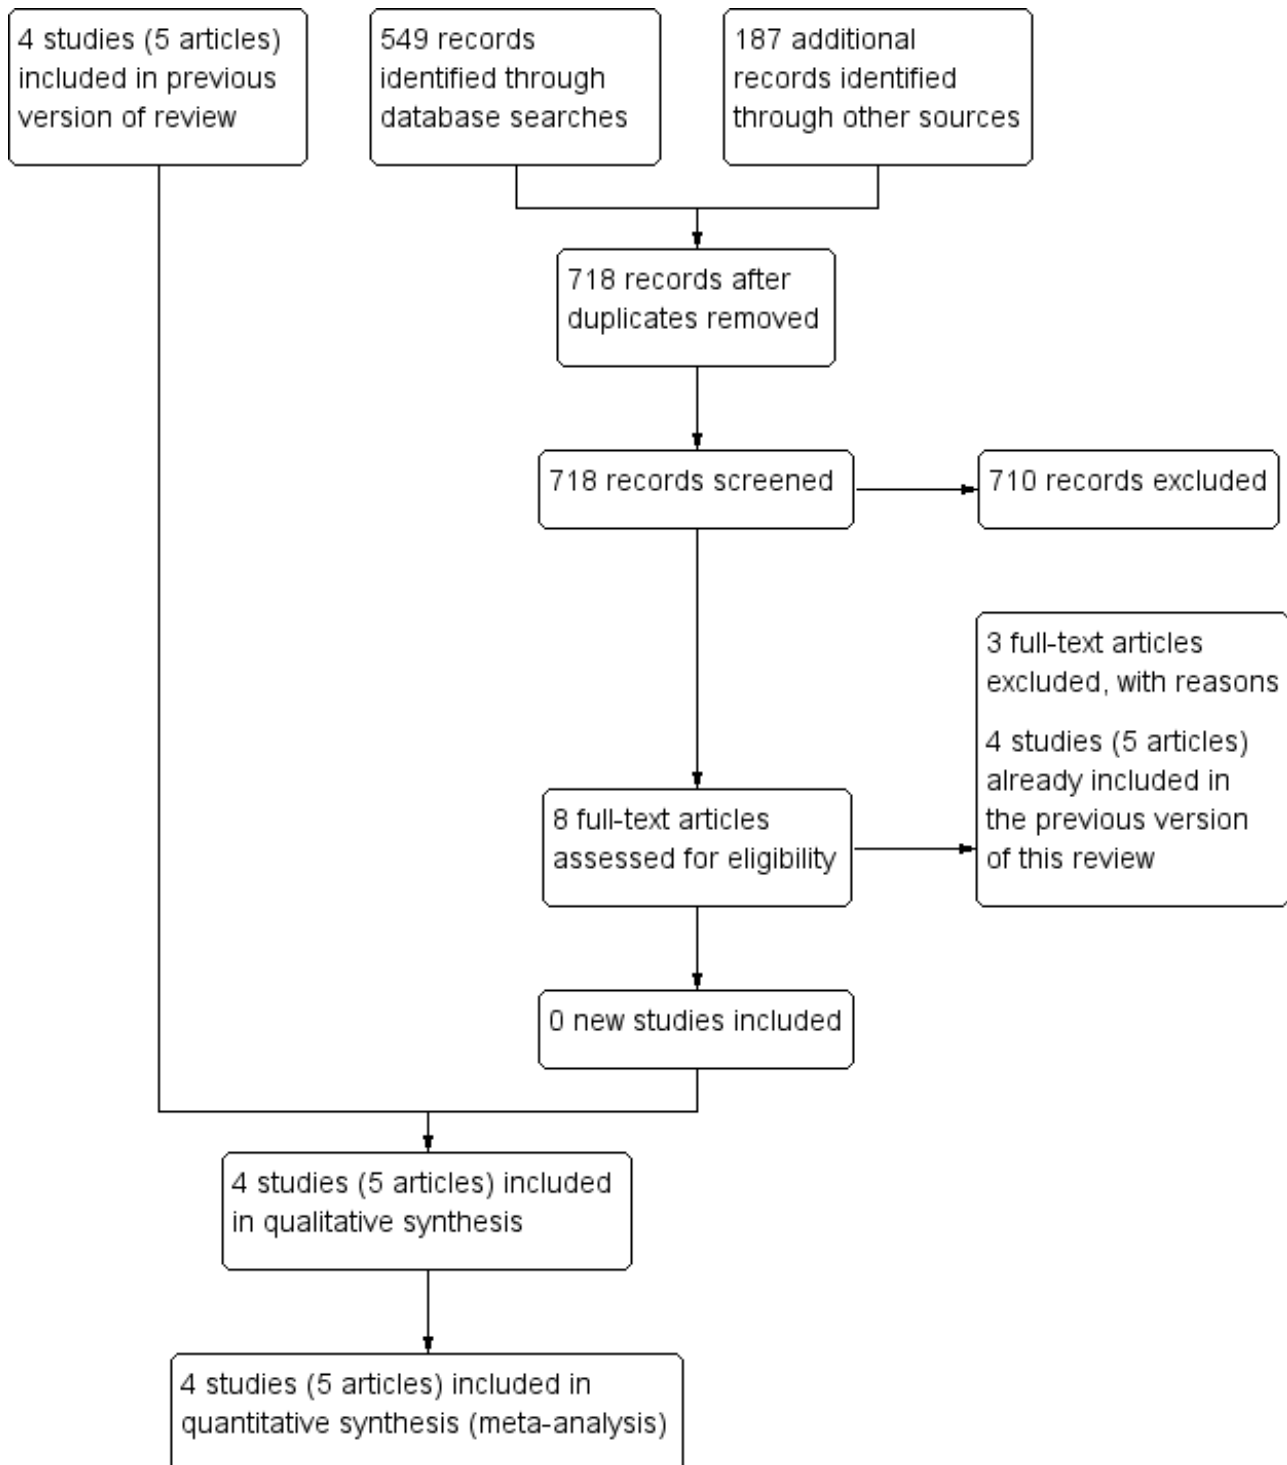 4 studies (5 articles)
included in previous
version of review
549 records
identified through
database searches
187 additional
records identified
through other sources
718 records after
duplicates removed
718 records screened
710 records excluded
3 full-text articles
excluded, with reasons
4 studies (5 articles)
already included in
the previous version
of this review
8 full-text articles
assessed for eligibility
0 new studies included
4 studies (5 articles) included
in qualitative synthesis
4 studies (5 articles) included in
quantitative synthesis (meta-analysis)